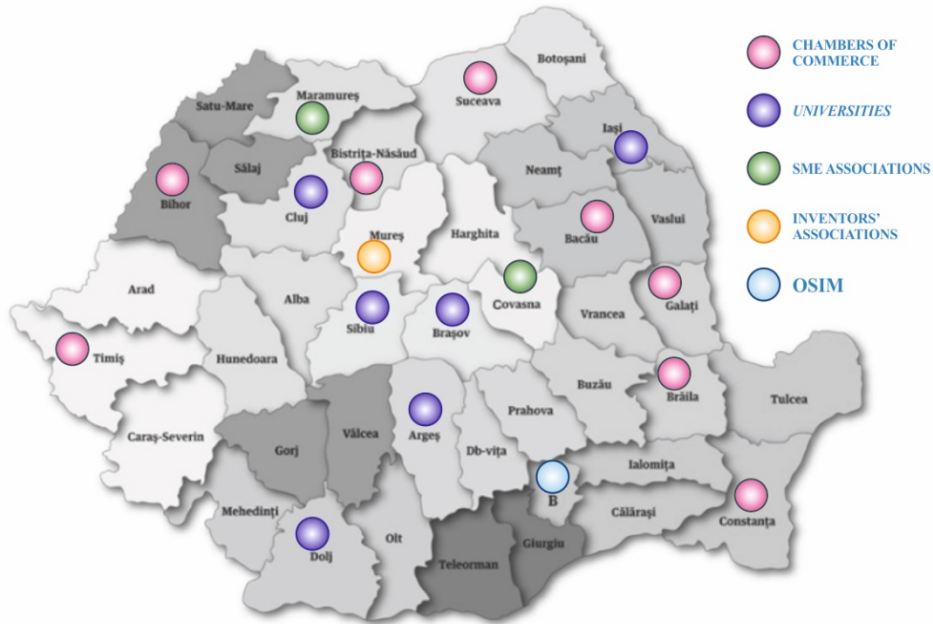 Botoșani
Suceava
Maramureș
Satu-Mare
Iași
Bistrița-Năsăud
Sălaj
Neamț
Bihor
Cluj
Vaslui
Mureș
Harghita
Bacău
Arad
Alba
Covasna
Galați
Vrancea
Sibiu
Brașov
Timiș
Hunedoara
Buzău
Brăila
Tulcea
Prahova
Caraș-Severin
Vâlcea
Argeș
Gorj
Db-vița
Ialomița
B
Mehedinți
Călărași
Constanța
Olt
Giurgiu
Dolj
Teleorman
CHAMBERS OF
COMMERCE
UNIVERSITIES
SME ASSOCIATIONS
INVENTORS'
ASSOCIATIONS
OSIM